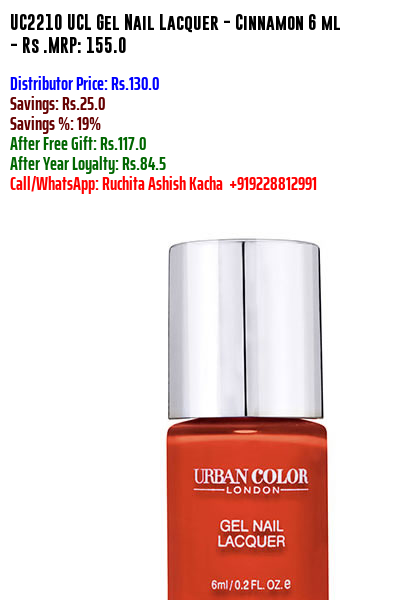 UC2210 UCL Gel Nail Lacquer - Cinnamon 6 ml
- Rs .MRP: 155.0
Distributor Price: Rs.130.0
Savings: Rs.25.0
Savings %: 19%
After Free Gift: Rs.117.0
After Year Loyalty: Rs.84.5
Call/WhatsApp: Ruchita Ashish Kacha +919228812991
URBAN COLOR
LONDON
GEL NAIL
LACQUER
6ml/0.2 FL. OZ.e